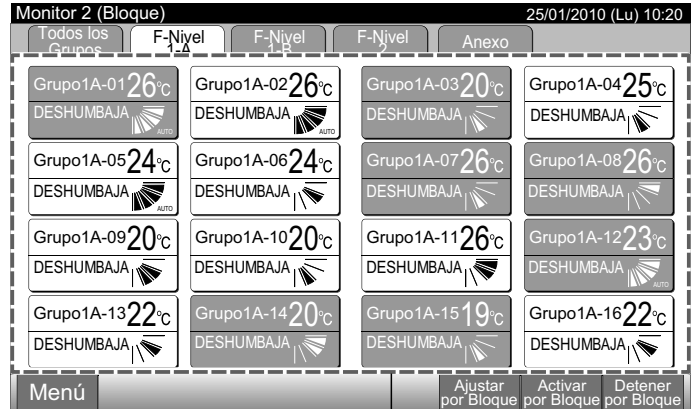 Monitor 2 (Bloque) 25/01/2010 (Lu) 10:20
Todos los Grupos
F-Nivel 1-A
F-Nivel 1-B
F-Nivel 2
Anexo
Grupo1A-01 26°C
DESHUMBAJA AUTO
Grupo1A-02 26°C
DESHUMBAJA AUTO
Grupo1A-03 20°C
DESHUMBAJA
Grupo1A-04 25°C
DESHUMBAJA
Grupo1A-05 24°C
DESHUMBAJA AUTO
Grupo1A-06 24°C
DESHUMBAJA
Grupo1A-07 26°C
DESHUMBAJA
Grupo1A-08 26°C
DESHUMBAJA
Grupo1A-09 20°C
DESHUMBAJA
Grupo1A-10 20°C
DESHUMBAJA
Grupo1A-11 26°C
DESHUMBAJA
Grupo1A-12 23°C
DESHUMBAJA AUTO
Grupo1A-13 22°C
DESHUMBAJA
Grupo1A-14 20°C
DESHUMBAJA
Grupo1A-15 19°C
DESHUMBAJA
Grupo1A-16 22°C
DESHUMBAJA
Menú
Ajustar por Bloque
Activar por Bloque
Detener por Bloque